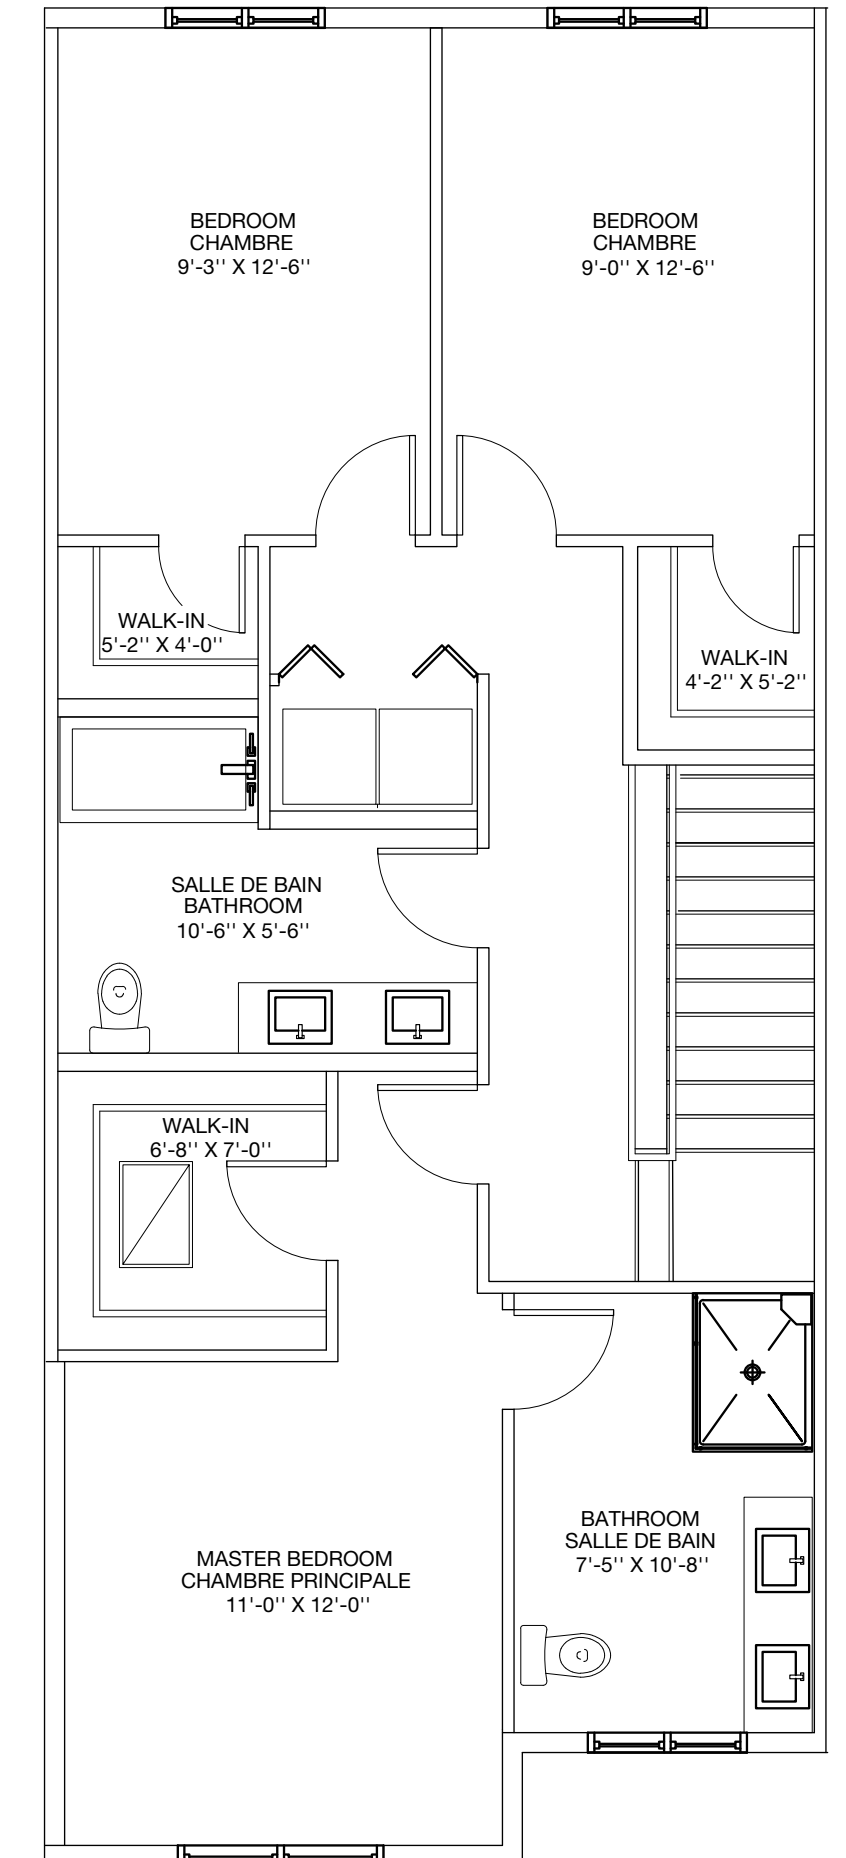 BEDROOM
CHAMBRE
9'-3'' X 12'-6''
BEDROOM
CHAMBRE
9'-0'' X 12'-6''
WALK-IN
5'-2'' X 4'-0''
WALK-IN
4'-2'' X 5'-2''
SALLE DE BAIN
BATHROOM
10'-6'' X 5'-6''
WALK-IN
6'-8'' X 7'-0''
BATHROOM
SALLE DE BAIN
7'-5'' X 10'-8''
MASTER BEDROOM
CHAMBRE PRINCIPALE
11'-0'' X 12'-0''